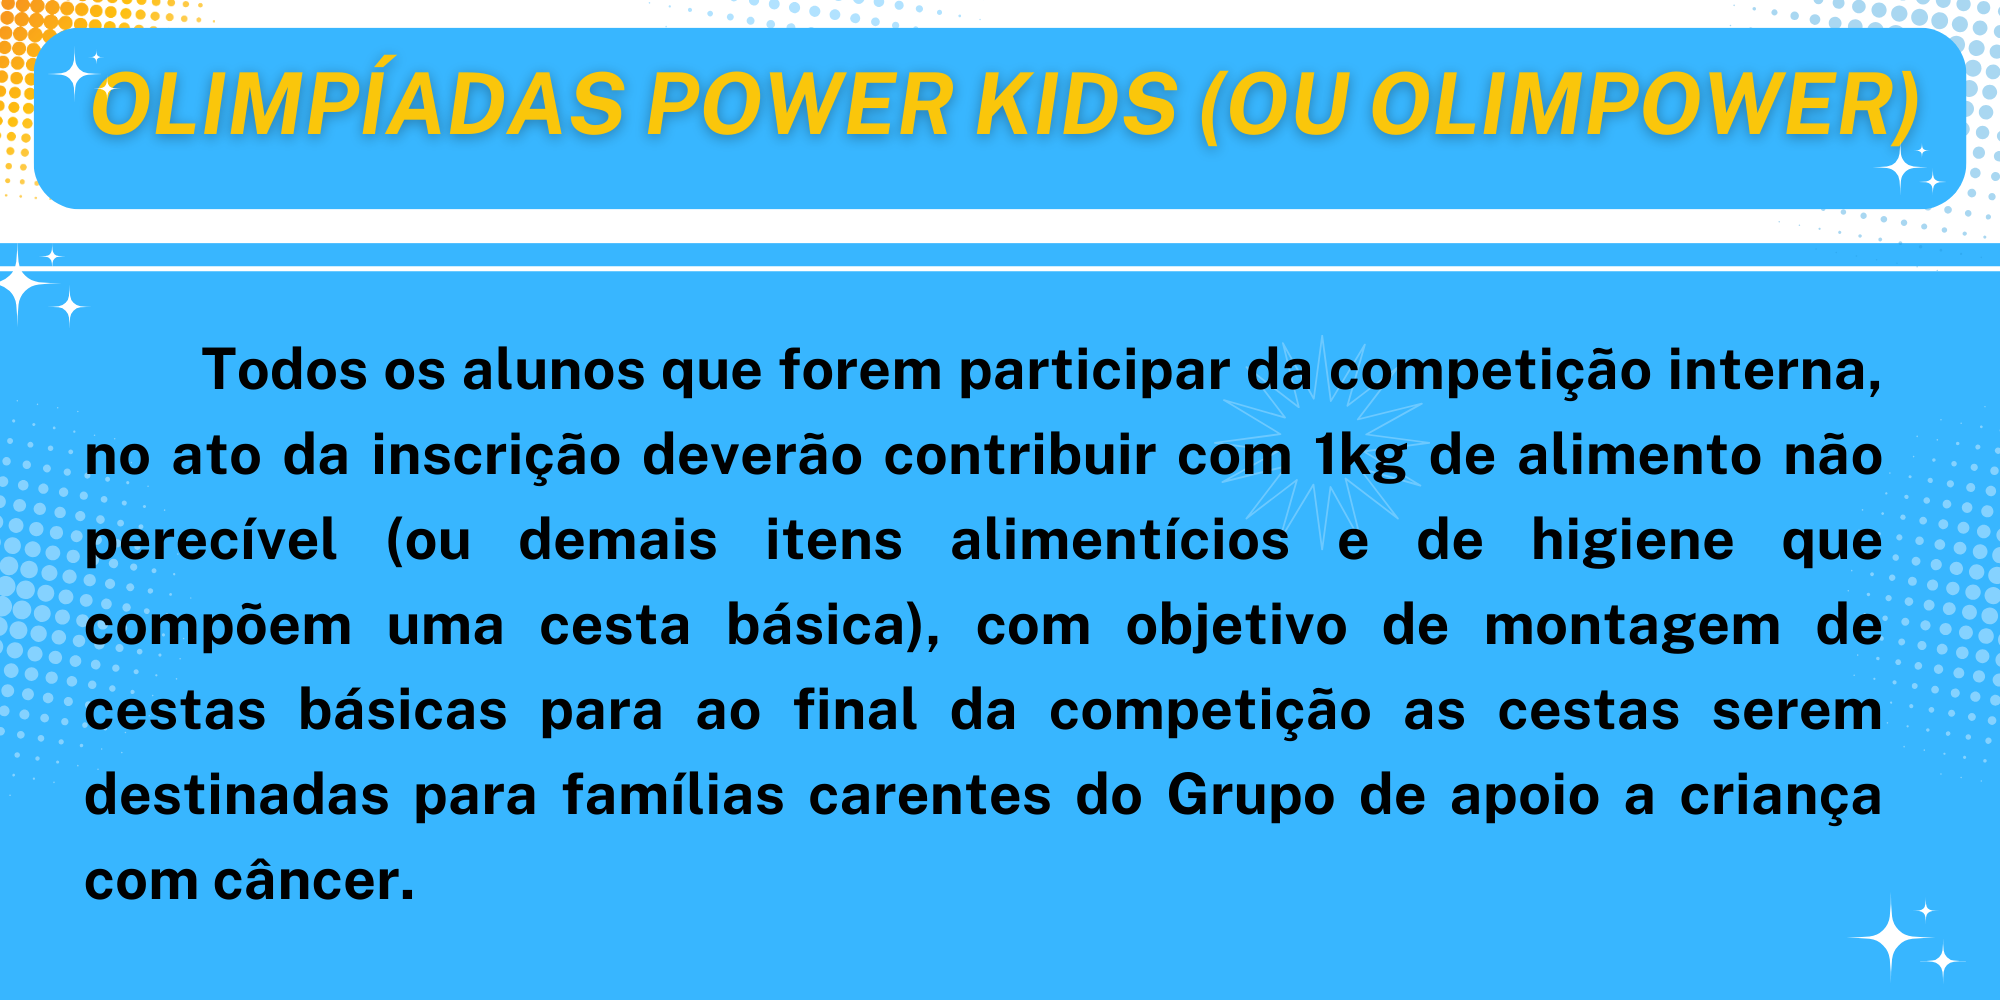 OLIMPÍADAS POWER KIDS (OU OLIMPOWER)
Todos os alunos que forem participar da competição interna,
no ato da inscrição deverão contribuir com 1kg de alimento não
perecível (ou demais itens alimentícios e de higiene que
compõem uma cesta básica), com objetivo de montagem de
cestas básicas para ao final da competição as cestas serem
destinadas para famílias carentes do Grupo de apoio a criança
com câncer.